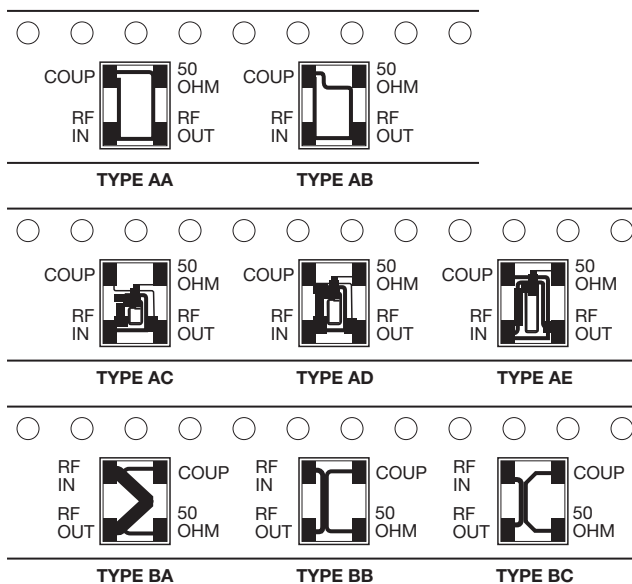 COUP 50 OHM COUP 50 OHM
RF IN RF OUT RF IN RF OUT
TYPE AA TYPE AB
COUP 50 OHM COUP 50 OHM COUP 50 OHM
RF IN RF OUT RF IN RF OUT RF IN RF OUT
TYPE AC TYPE AD TYPE AE
RF IN COUP RF IN COUP RF IN COUP
RF OUT 50 OHM RF OUT 50 OHM RF OUT 50 OHM
TYPE BA TYPE BB TYPE BC